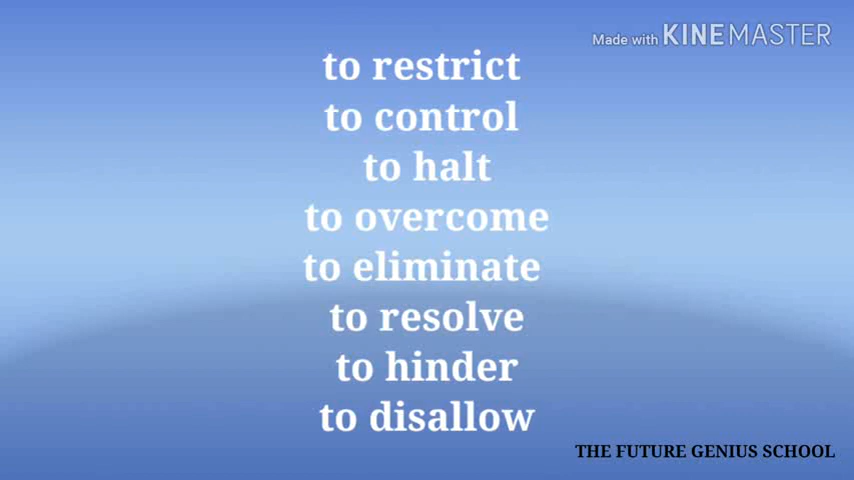 Made with KINEMASTER
to restrict
to control
to halt
to overcome
to eliminate
to resolve
to hinder
to disallow
THE FUTURE GENIUS SCHOOL